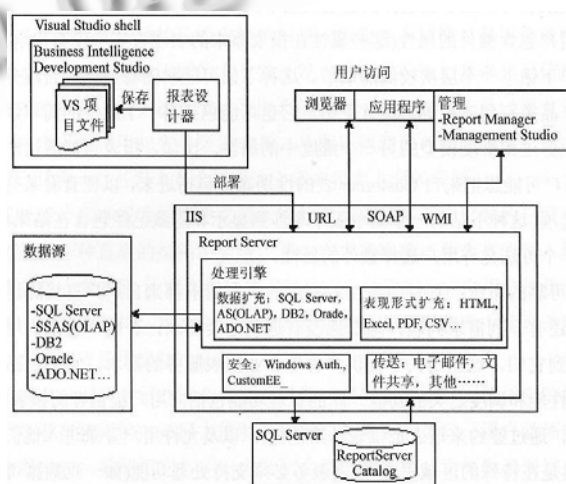 Visual Studio shell
Business Intelligence
Development Studio
VS 项
目文件
保存
报表设
计器
用户访问
浏览器
应用程序
管理
-Report Manager
-Management Studio
部署
IIS
URL
SOAP
WMI
数据源
-SQL Server
-SSAS(OLAP)
-DB2
-Oracle
-ADO.NET…
Report Server
处理引擎
数据扩充：SQL Server,
AS(OLAP), DB2, Oracle,
ADO.NET
表现形式扩充：HTML,
Excel, PDF, CSV…
安全：Windows Auth.,
CustomEE_
传送：电子邮件，文
件共享，其他……
SQL Server
ReportServer
Catalog